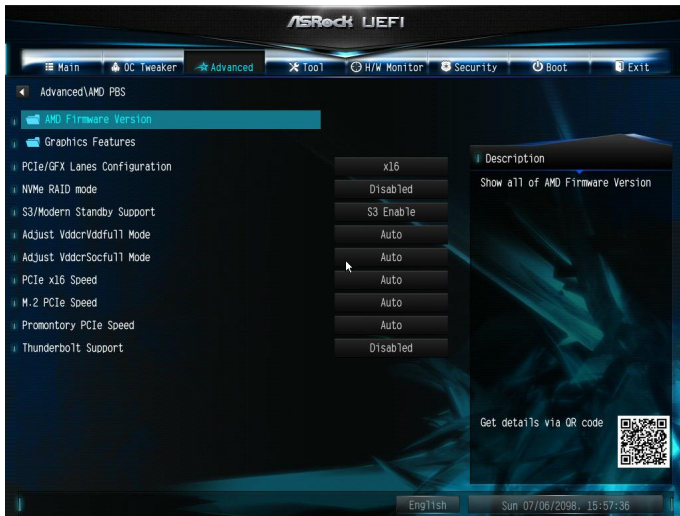 ASRock UEFI
Main OC Tweaker Advanced Tool H/W Monitor Security Boot Exit
Advanced\AMD PBS
AMD Firmware Version
Graphics Features
PCIe/GFX Lanes Configuration x16
NVMe RAID mode Disabled
S3/Modern Standby Support S3 Enable
Adjust VddcrVddfull Mode Auto
Adjust VddcrSocfull Mode Auto
PCIe x16 Speed Auto
M.2 PCIe Speed Auto
Promontory PCIe Speed Auto
Thunderbolt Support Disabled
Description
Show all of AMD Firmware Version
Get details via QR code
English
Sun 07/06/2098. 15:57:36